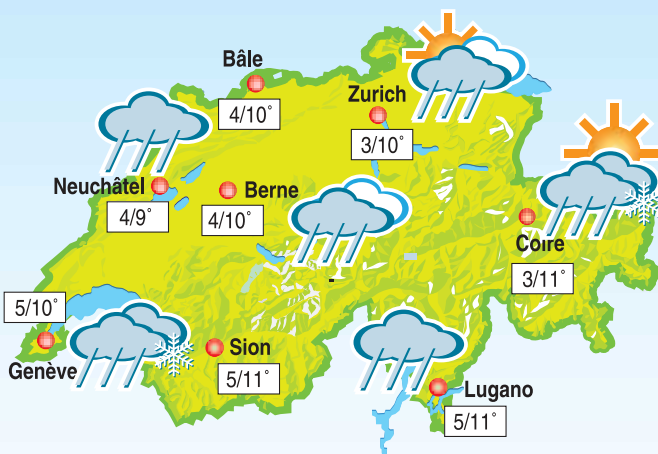 Bâle
4/10°
Zurich
3/10°
Neuchâtel
4/9°
Berne
4/10°
Coire
3/11°
5/10°
Genève
Sion
5/11°
Lugano
5/11°